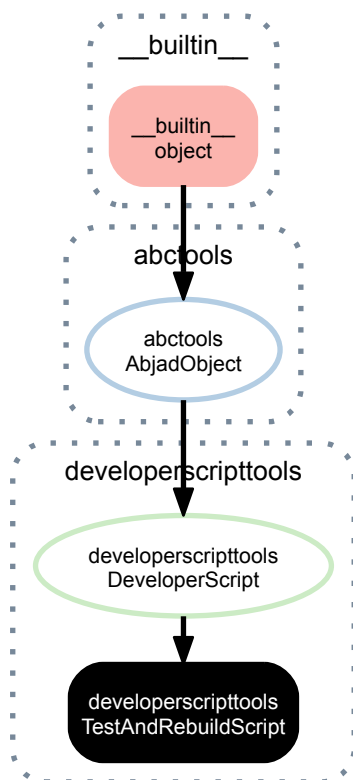 __builtin__
__builtin__
object
abctools
abctools
AbjadObject
developerscripttools
developerscripttools
DeveloperScript
developerscripttools
TestAndRebuildScript